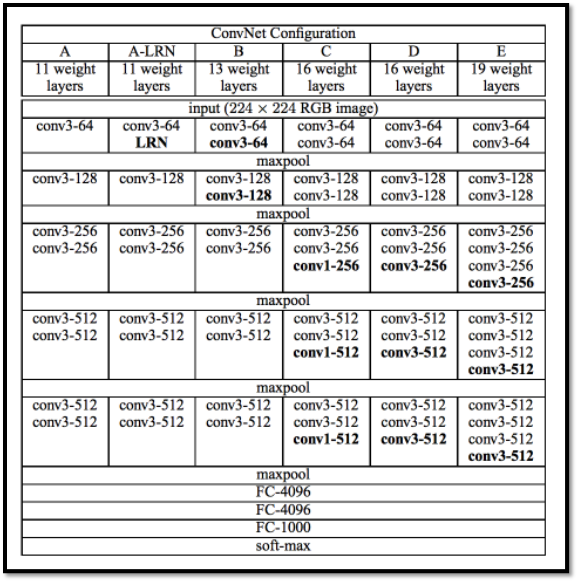 ConvNet Configuration
A A-LRN B C D E
11 weight 11 weight 13 weight 16 weight 16 weight 19 weight
layers layers layers layers layers layers
input (224 × 224 RGB image)
conv3-64 conv3-64 conv3-64 conv3-64 conv3-64 conv3-64
LRN conv3-64 conv3-64 conv3-64 conv3-64
maxpool
conv3-128 conv3-128 conv3-128 conv3-128 conv3-128 conv3-128
conv3-128 conv3-128 conv3-128 conv3-128
maxpool
conv3-256 conv3-256 conv3-256 conv3-256 conv3-256 conv3-256
conv3-256 conv3-256 conv3-256 conv3-256 conv3-256 conv3-256
conv1-256 conv3-256 conv3-256
conv3-256
maxpool
conv3-512 conv3-512 conv3-512 conv3-512 conv3-512 conv3-512
conv3-512 conv3-512 conv3-512 conv3-512 conv3-512 conv3-512
conv1-512 conv3-512 conv3-512
conv3-512
maxpool
conv3-512 conv3-512 conv3-512 conv3-512 conv3-512 conv3-512
conv3-512 conv3-512 conv3-512 conv3-512 conv3-512 conv3-512
conv1-512 conv3-512 conv3-512
conv3-512
maxpool
FC-4096
FC-4096
FC-1000
soft-max